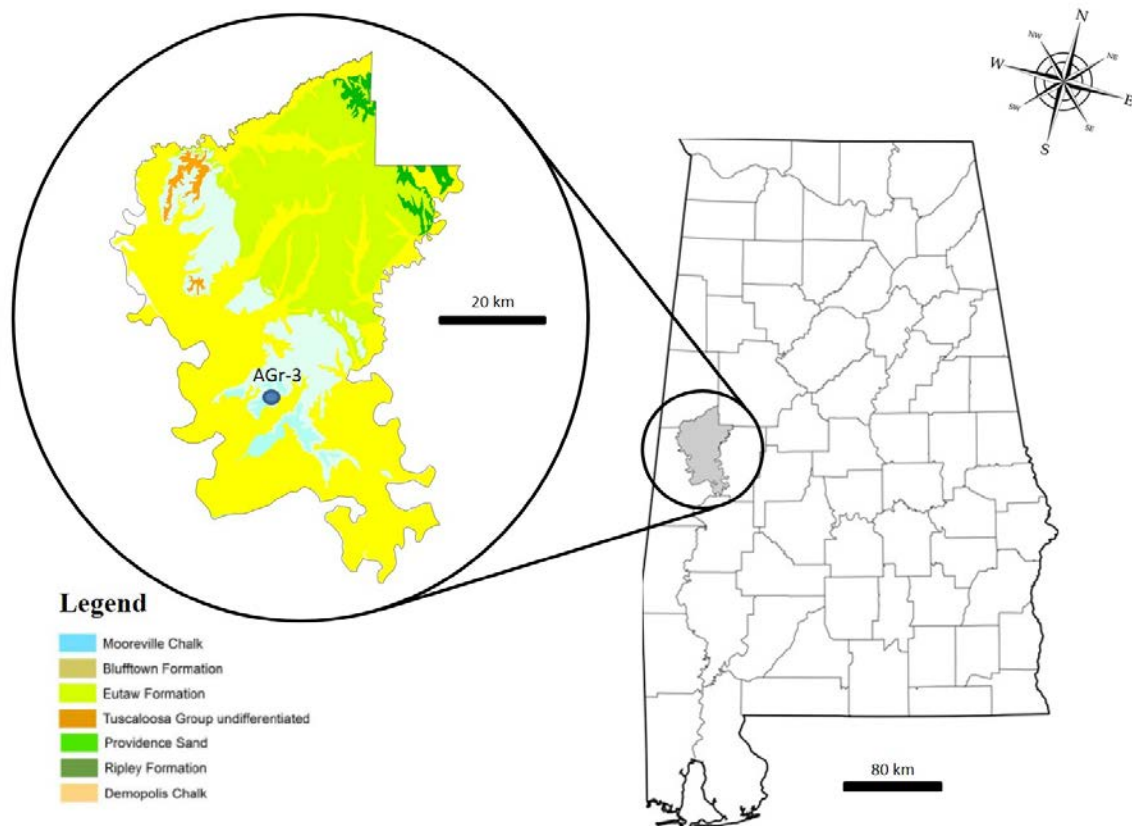 N
NW
NE
W
E
SW
SE
S
20 km
AGr-3
Legend
Mooreville Chalk
Blufftown Formation
Eutaw Formation
Tuscaloosa Group undifferentiated
Providence Sand
Ripley Formation
Demopolis Chalk
80 km